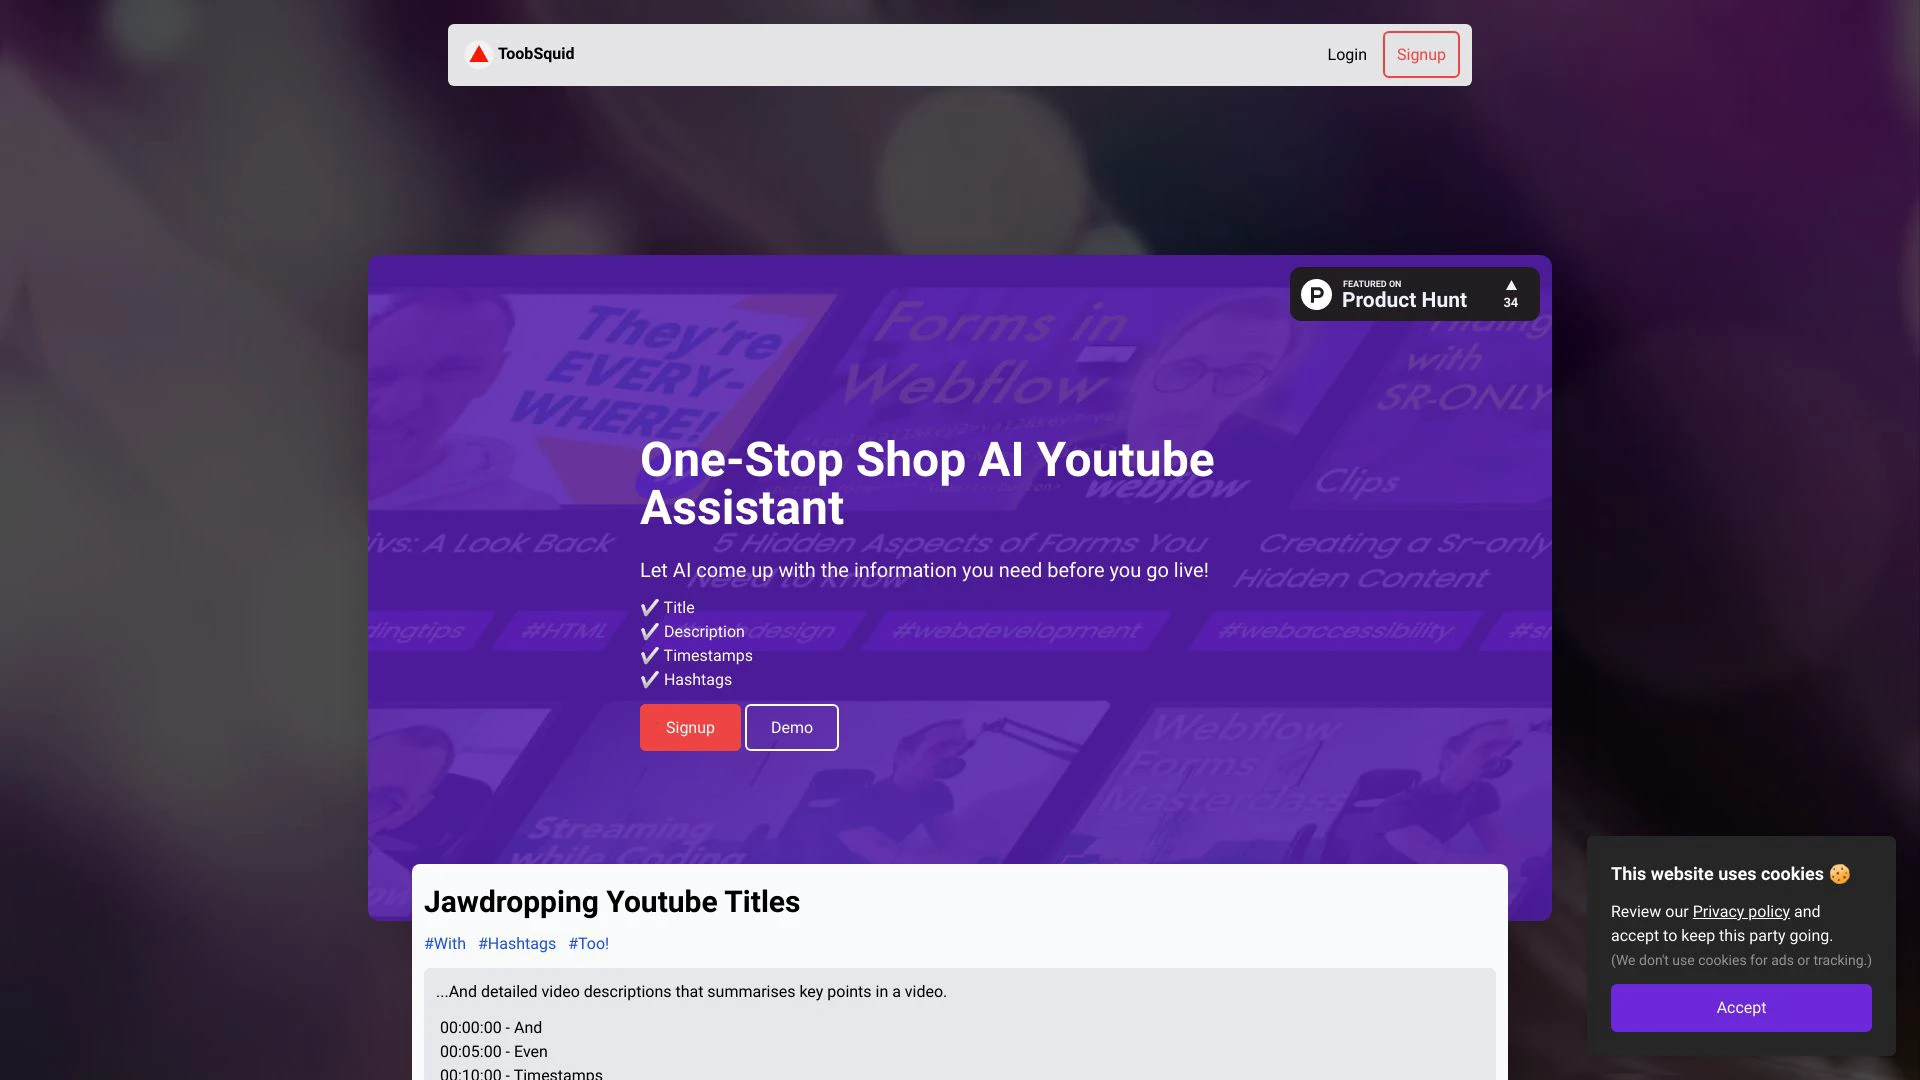 ToobSquid
Login
Signup
FEATURED ON
Product Hunt
34
They're
EVERY-
WHERE!
Forms in
Webflow
with
SR-ONLY
Clips
Webflow
ivs: A Look Back
5 Hidden Aspects of Forms You
Need to Know
Creating a Sr-only
Hidden Content
One-Stop Shop AI Youtube
Assistant
Let AI come up with the information you need before you go live!
✔️ Title
✔️ Description
✔️ Timestamps
✔️ Hashtags
dingtips
#HTML
#webdevelopment
#webaccessibility
#sr
Signup
Demo
Streaming
while Coding
Webflow
Forms
Masterclass
Jawdropping Youtube Titles
#With #Hashtags #Too!
...And detailed video descriptions that summarises key points in a video.
00:00:00 - And
00:05:00 - Even
00:10:00 - Timestamps
This website uses cookies 🍪
Review our Privacy policy and
accept to keep this party going.
(We don't use cookies for ads or tracking.)
Accept